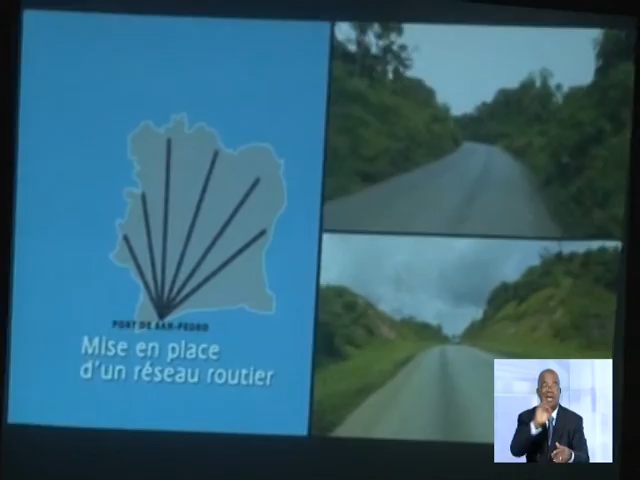 PORT DE SAN-PEDRO
Mise en place
d'un réseau routier